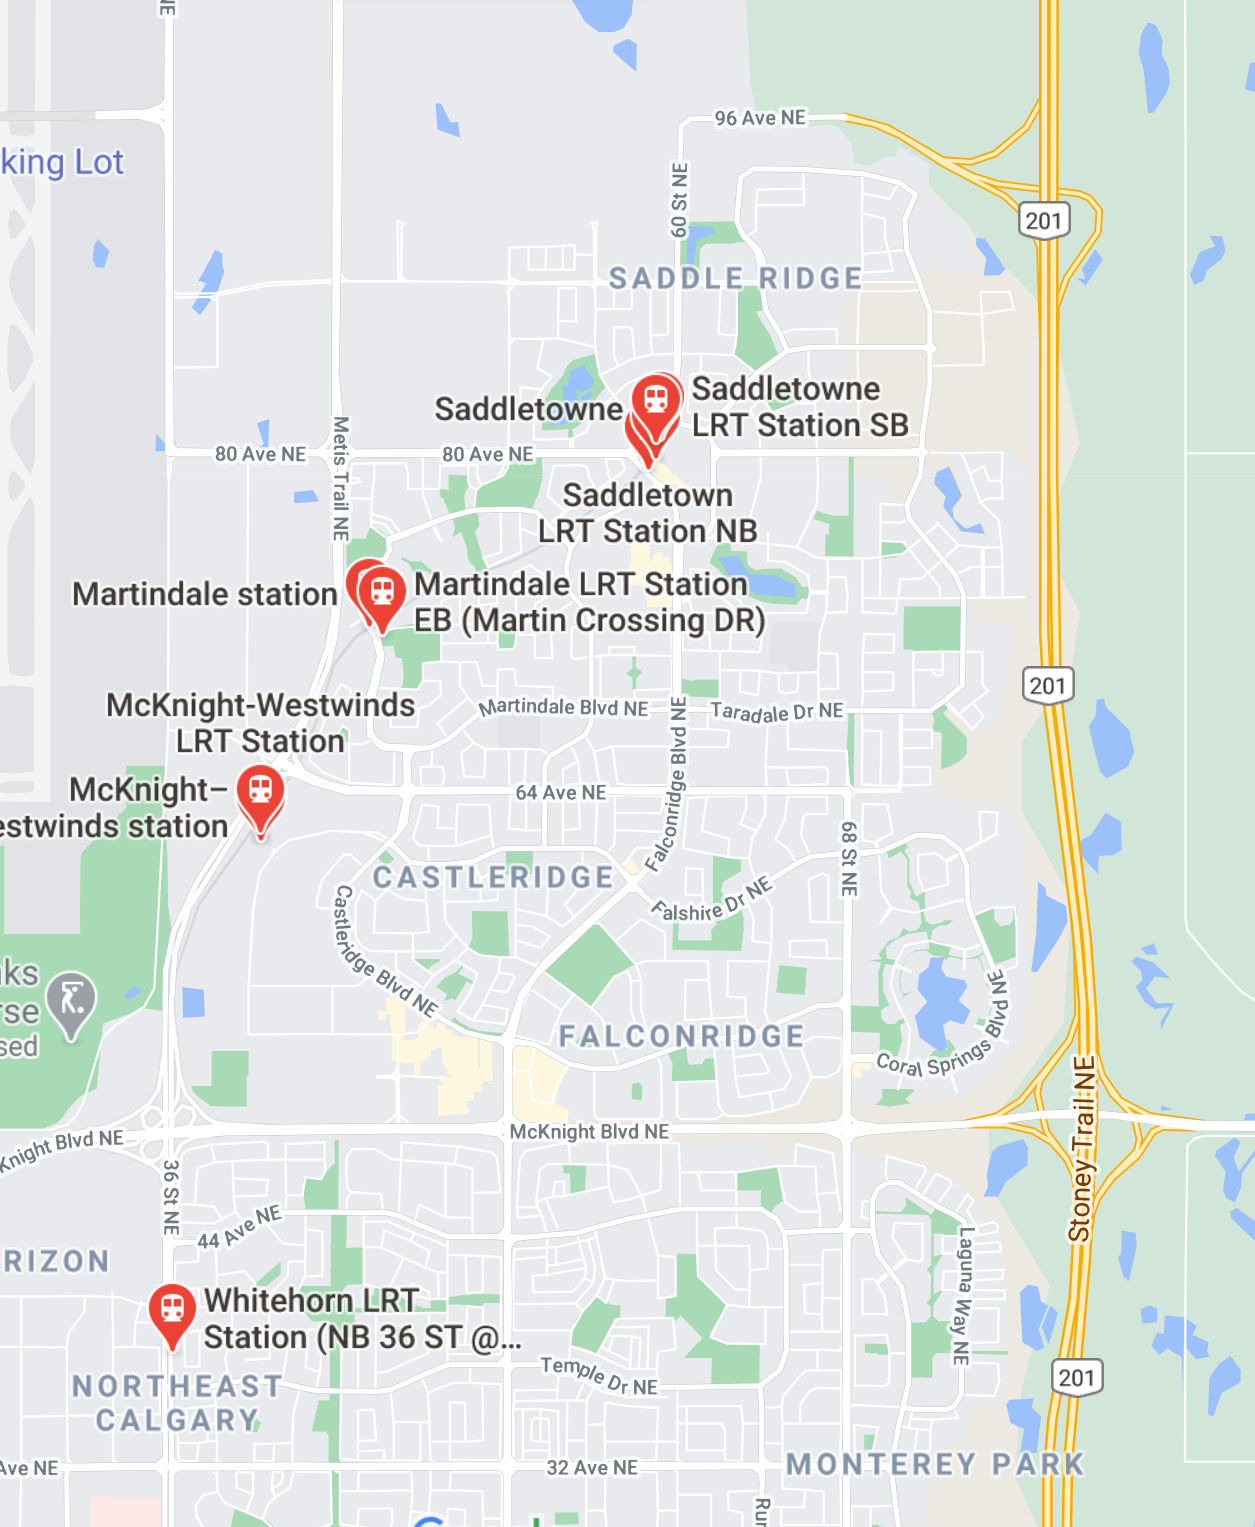 NE
96 Ave NE
king Lot
60 St NE
201
SADDLE RIDGE
Saddletowne
LRT Station SB
Saddletowne
Metis Trail NE
80 Ave NE
80 Ave NE
Saddletown
LRT Station NB
Martindale station
Martindale LRT Station
EB (Martin Crossing DR)
201
McKnight-Westwinds
LRT Station
Martindale Blvd NE
Taradale Dr NE
Falconridge Blvd NE
McKnight–
estwinds station
64 Ave NE
68 St NE
CASTLERIDGE
Castleridge Blvd NE
Falshire Dr NE
ks
rse
sed
FALCONRIDGE
Coral Springs Blvd NE
Stoney Trail NE
Knight Blvd NE
McKnight Blvd NE
36 St NE
44 Ave NE
Laguna Way NE
RIZON
Whitehorn LRT
Station (NB 36 ST @...
Temple Dr NE
201
NORTHEAST
CALGARY
Ave NE
32 Ave NE
MONTEREY PARK